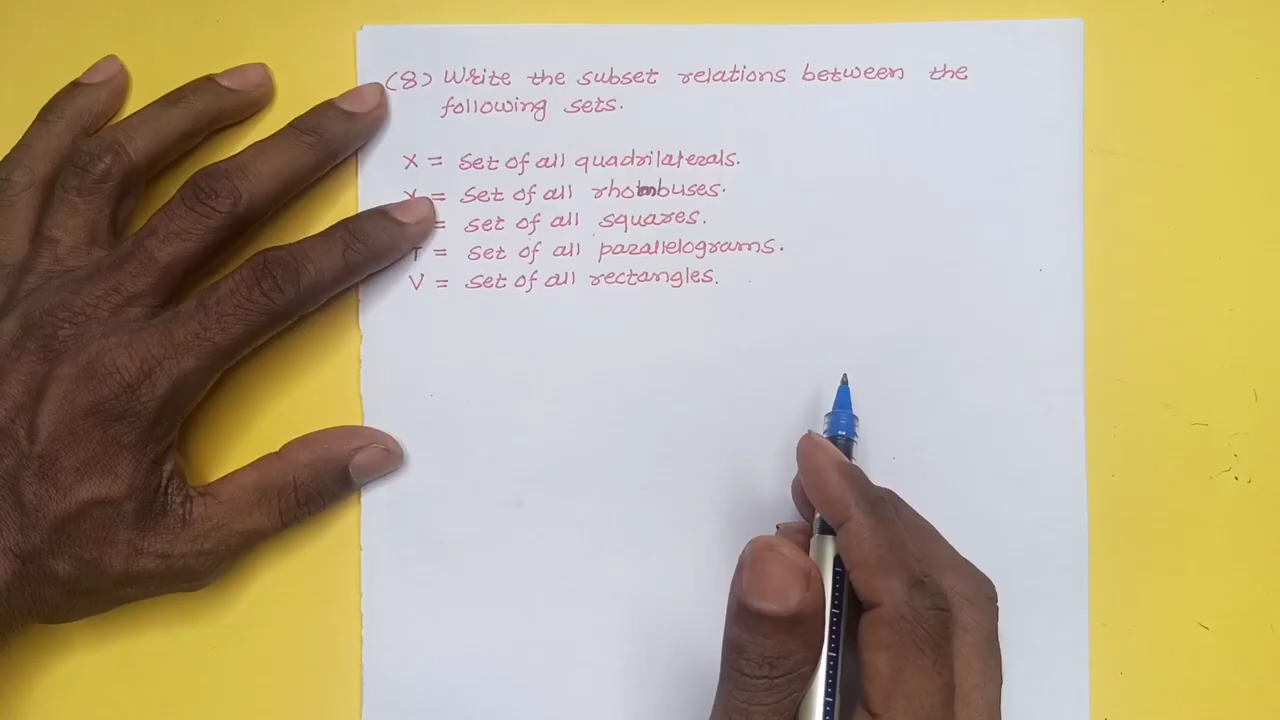 (8) Write the subset relations between the
following sets.
X = set of all quadrilaterals.
Y = set of all rhombuses.
= set of all squares.
T = set of all parallelograms.
V = set of all rectangles.